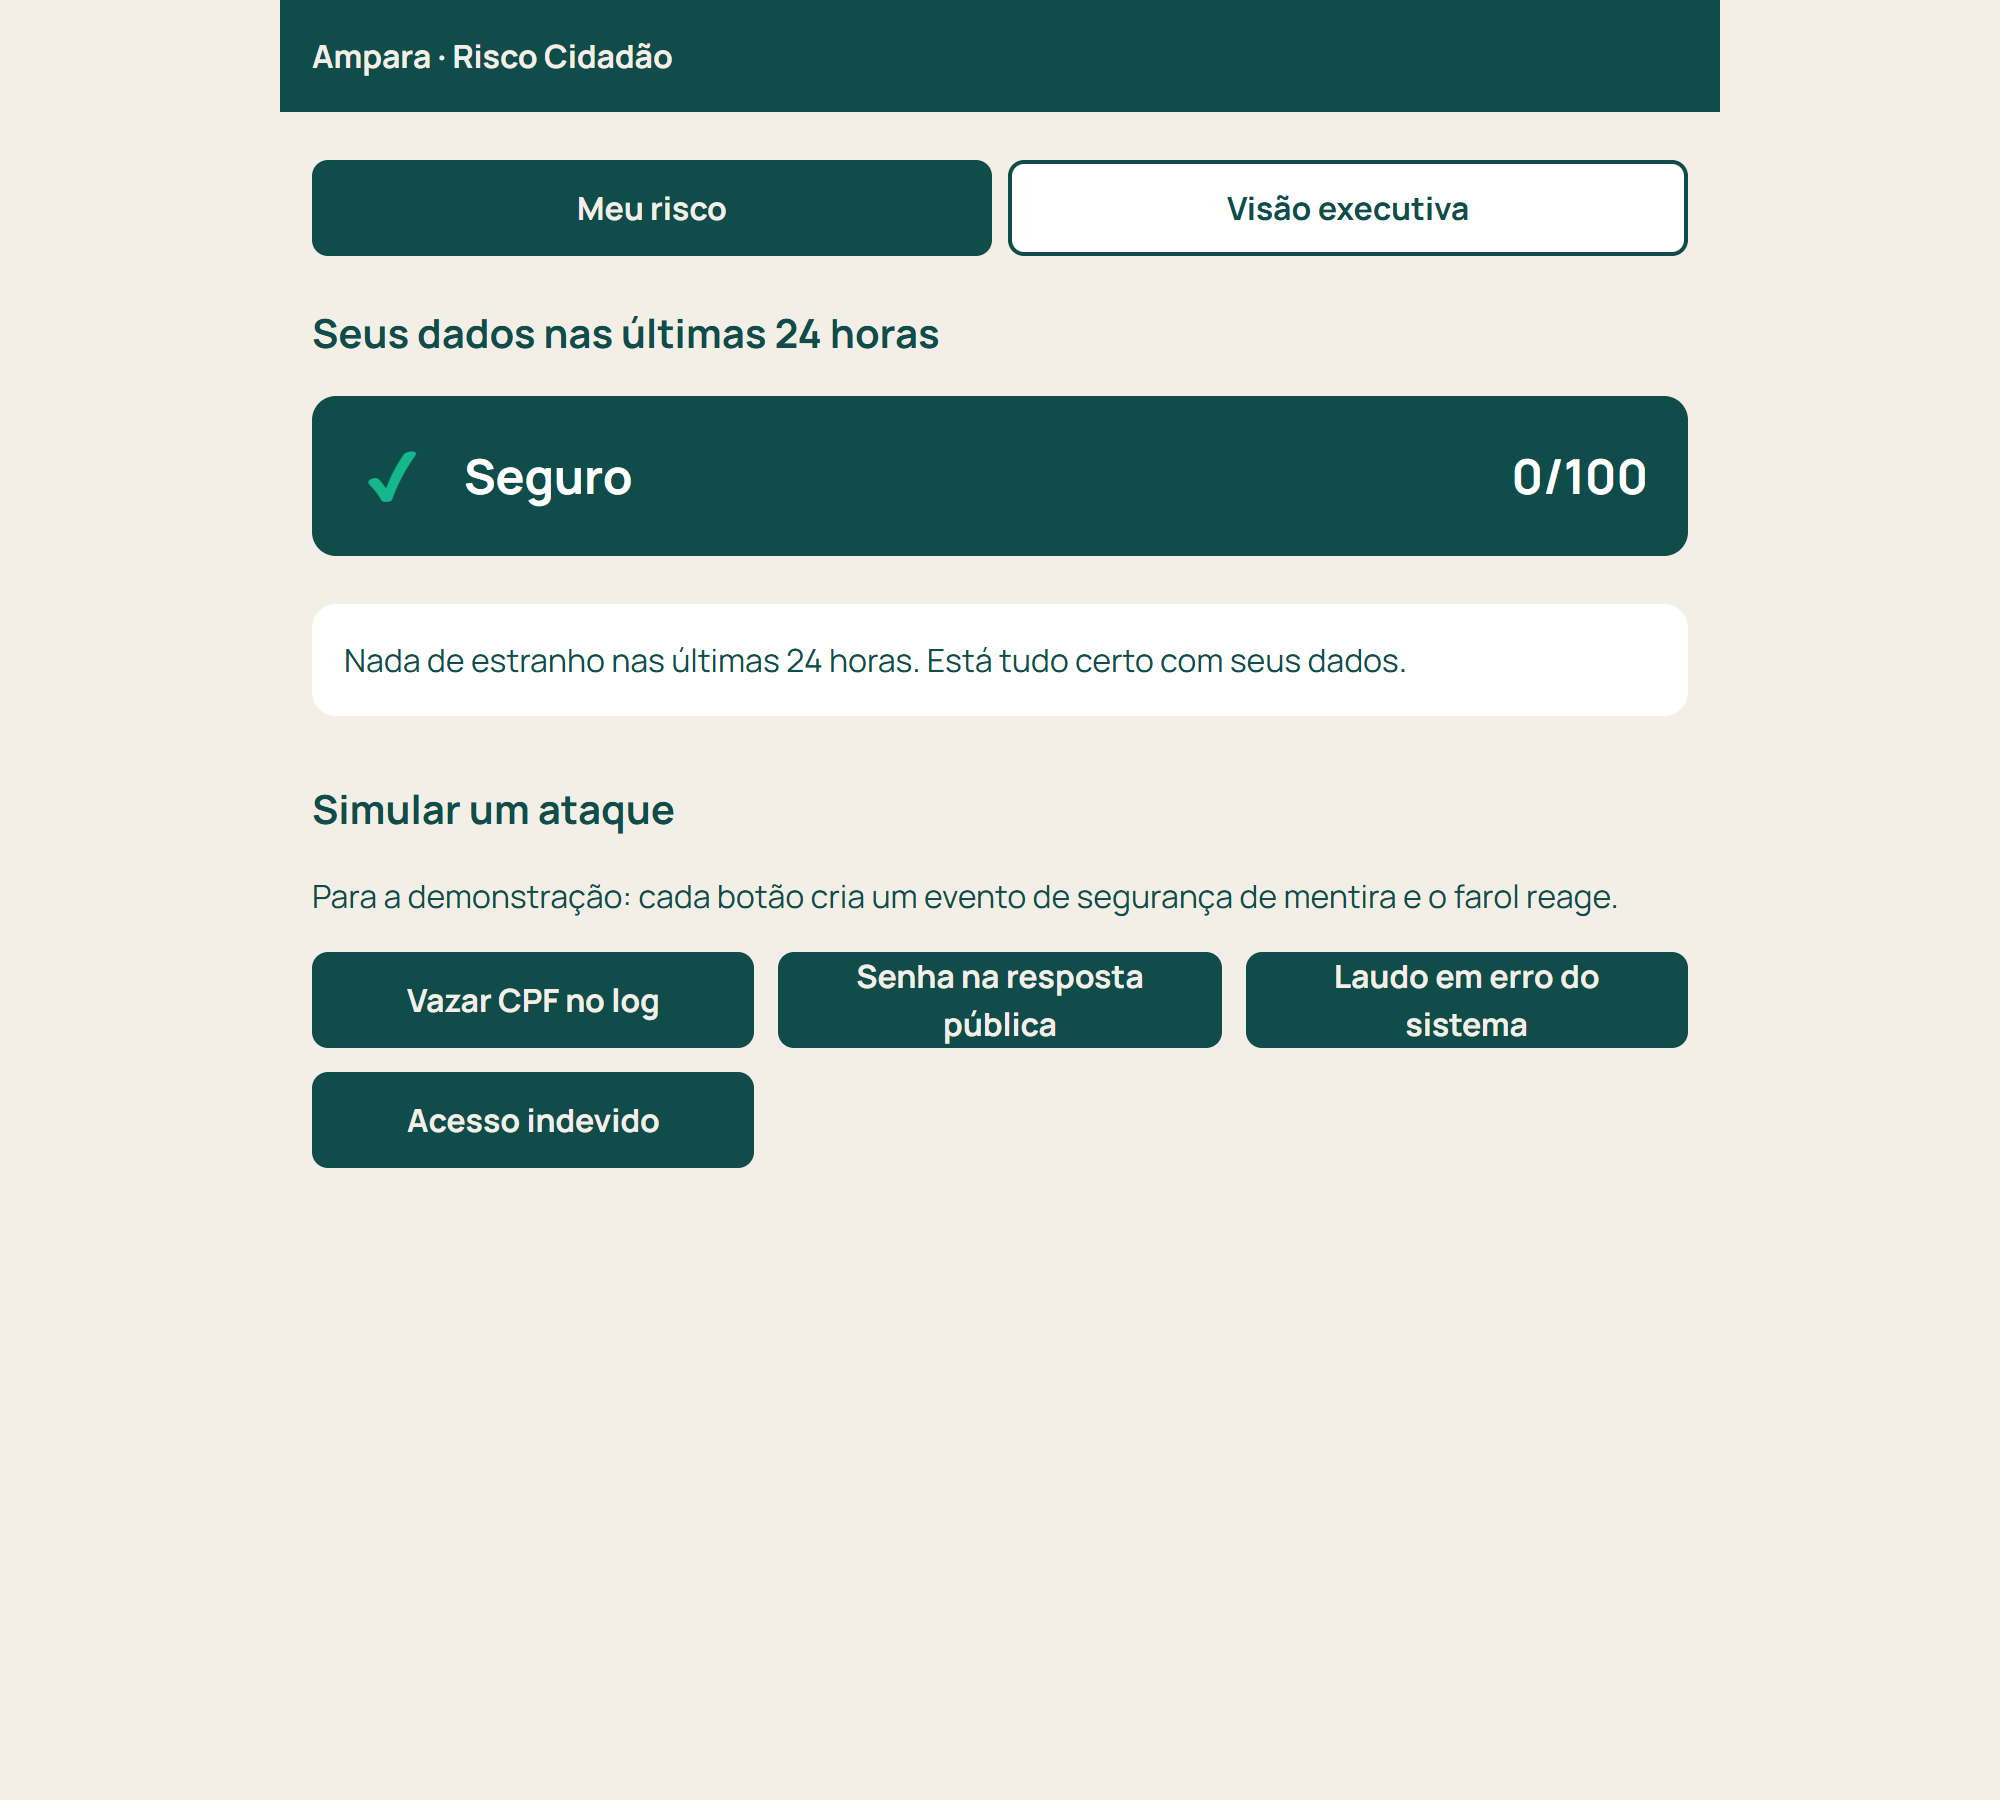 Ampara · Risco Cidadão
Meu risco
Visão executiva
Seus dados nas últimas 24 horas
Seguro
0/100
Nada de estranho nas últimas 24 horas. Está tudo certo com seus dados.
Simular um ataque
Para a demonstração: cada botão cria um evento de segurança de mentira e o farol reage.
Vazar CPF no log
Senha na resposta
pública
Laudo em erro do
sistema
Acesso indevido